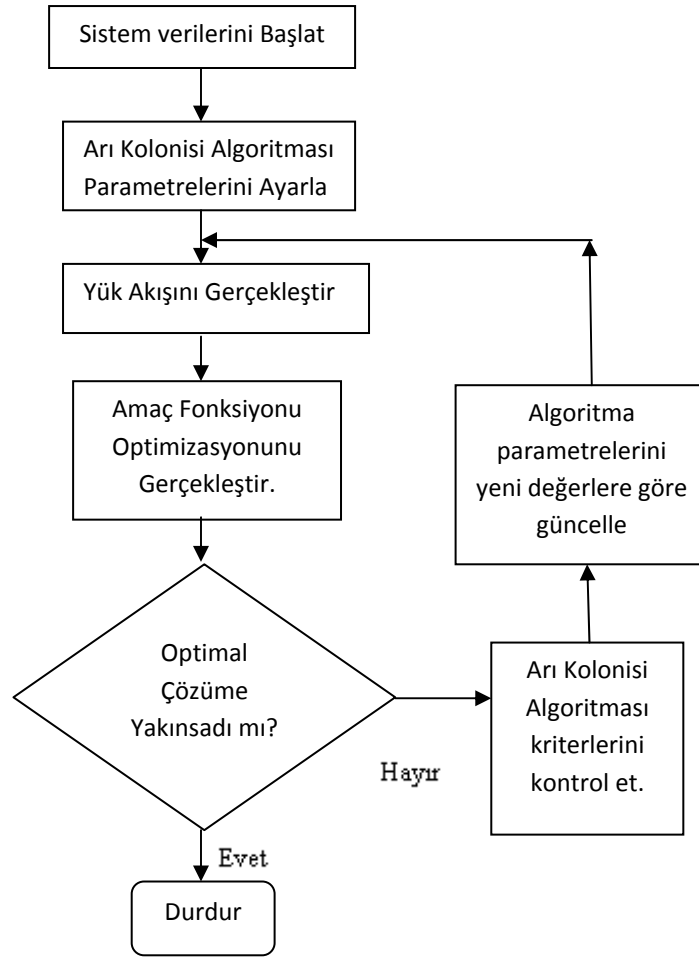 Sistem verilerini Başlat
Arı Kolonisi Algoritması
Parametrelerini Ayarla
Yük Akışını Gerçekleştir
Amaç Fonksiyonu
Optimizasyonunu
Gerçekleştir.
Optimal
Çözüme
Yakınsadı mı?
Evet
Durdur
Hayır
Arı Kolonisi
Algoritması
kriterlerini
kontrol et.
Algoritma
parametrelerini
yeni değerlere göre
güncelle